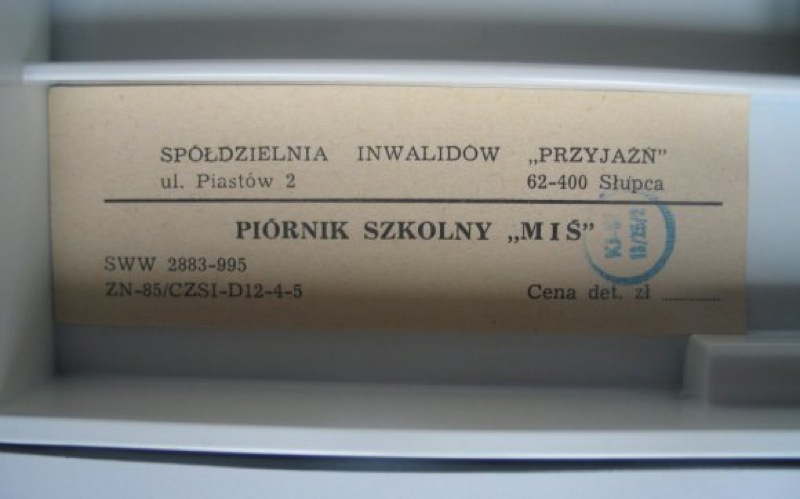 SPÓŁDZIELNIA INWALIDÓW „PRZYJAŹŃ”
ul. Piastów 2 62-400 Słupca
PIÓRNIK SZKOLNY „MIŚ”
SWW 2883-995
ZN-85/CZSI-D12-4-5 Cena det. zł ..........